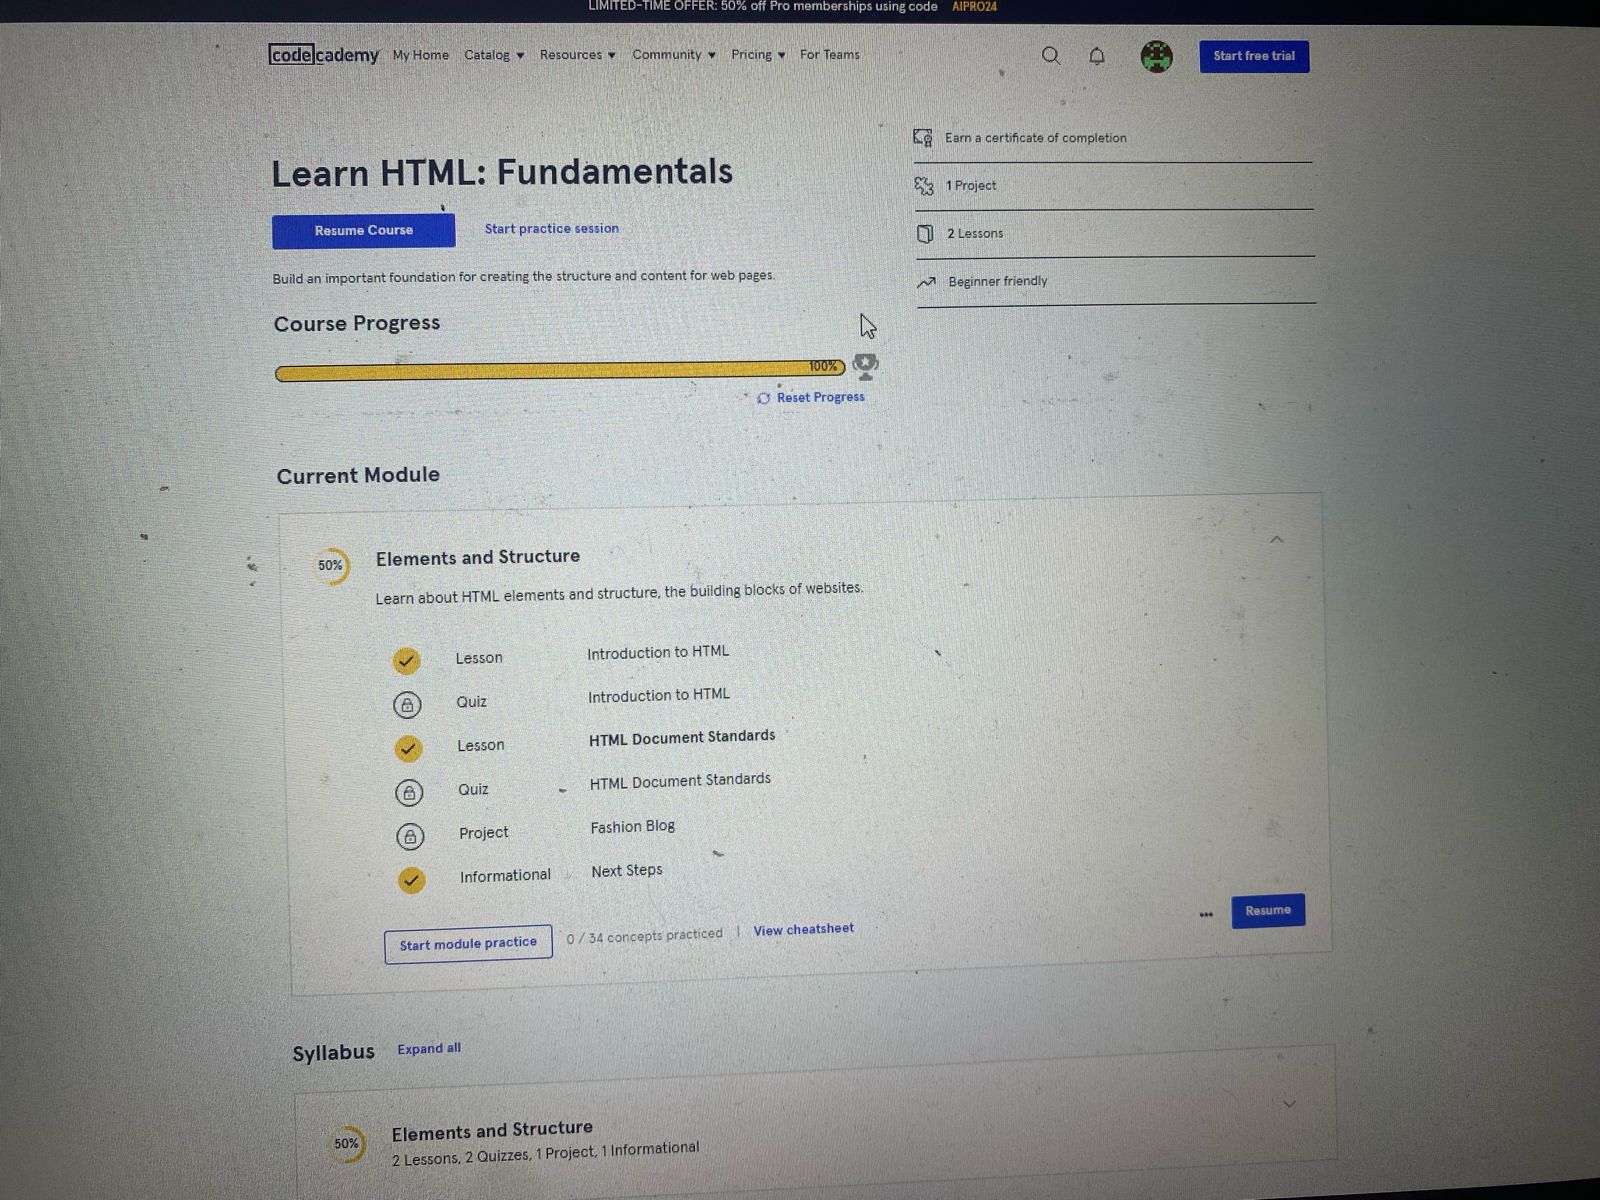 LIMITED-TIME OFFER: 50% off Pro memberships using code AIPRO24
codecademy My Home Catalog Resources Community Pricing For Teams Start free trial
Learn HTML: Fundamentals
Resume Course Start practice session
Build an important foundation for creating the structure and content for web pages.
Earn a certificate of completion
1 Project
2 Lessons
Beginner friendly
Course Progress
100%
Reset Progress
Current Module
50% Elements and Structure
Learn about HTML elements and structure, the building blocks of websites.
Lesson Introduction to HTML
Quiz Introduction to HTML
Lesson HTML Document Standards
Quiz HTML Document Standards
Project Fashion Blog
Informational Next Steps
Start module practice 0 / 34 concepts practiced | View cheatsheet ... Resume
Syllabus Expand all
50% Elements and Structure
2 Lessons, 2 Quizzes, 1 Project, 1 Informational